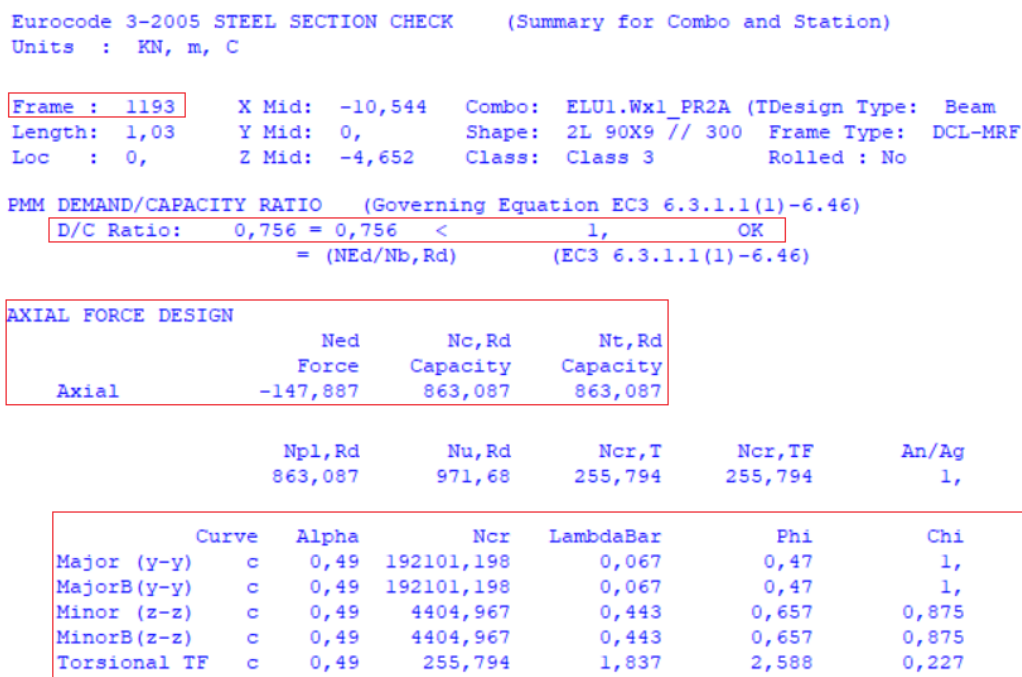 Eurocode 3-2005 STEEL SECTION CHECK (Summary for Combo and Station)
Units : KN, m, C
Frame : 1193 X Mid: -10,544 Combo: ELU1.Wx1_PR2A (TDesign Type: Beam
Length: 1,03 Y Mid: 0, Shape: 2L 90X9 // 300 Frame Type: DCL-MRF
Loc : 0, Z Mid: -4,652 Class: Class 3 Rolled : No
PMM DEMAND/CAPACITY RATIO (Governing Equation EC3 6.3.1.1(1)-6.46)
D/C Ratio: 0,756 = 0,756 < 1, OK
= (NEd/Nb,Rd) (EC3 6.3.1.1(1)-6.46)
AXIAL FORCE DESIGN
Ned Nc,Rd Nt,Rd
Force Capacity Capacity
Axial -147,887 863,087 863,087
Npl,Rd Nu,Rd Ncr,T Ncr,TF An/Ag
863,087 971,68 255,794 255,794 1,
Curve Alpha Ncr LambdaBar Phi Chi
Major (y-y) c 0,49 192101,198 0,067 0,47 1,
MajorB(y-y) c 0,49 192101,198 0,067 0,47 1,
Minor (z-z) c 0,49 4404,967 0,443 0,657 0,875
MinorB(z-z) c 0,49 4404,967 0,443 0,657 0,875
Torsional TF c 0,49 255,794 1,837 2,588 0,227